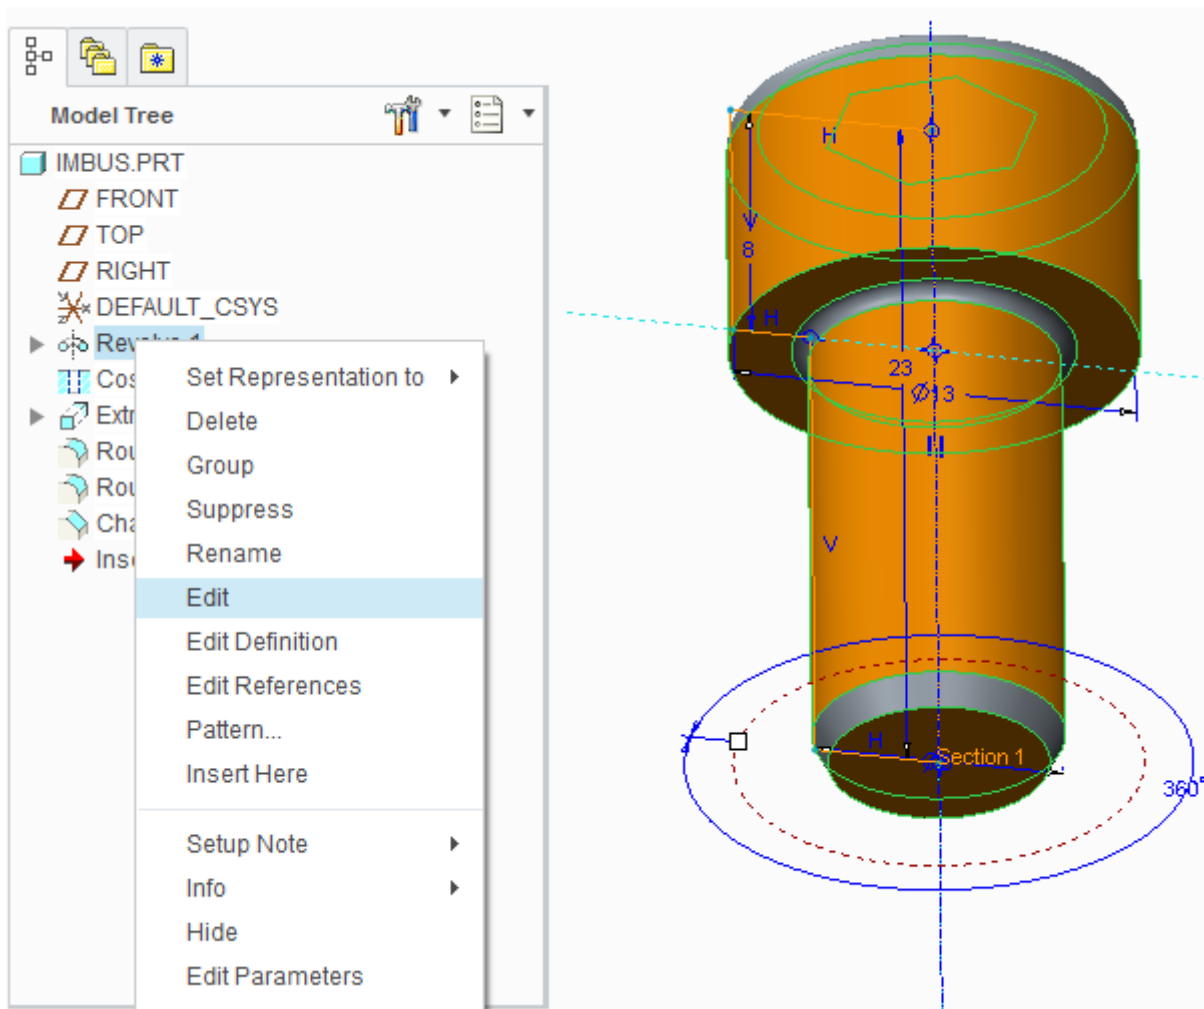 Model Tree
IMBUS.PRT
FRONT
TOP
RIGHT
DEFAULT_CSYS
Set Representation to
Delete
Group
Suppress
Rename
Edit
Edit Definition
Edit References
Pattern...
Insert Here
Setup Note
Info
Hide
Edit Parameters
H
V
8
H
23
Ø13
V
H
Section 1
360°